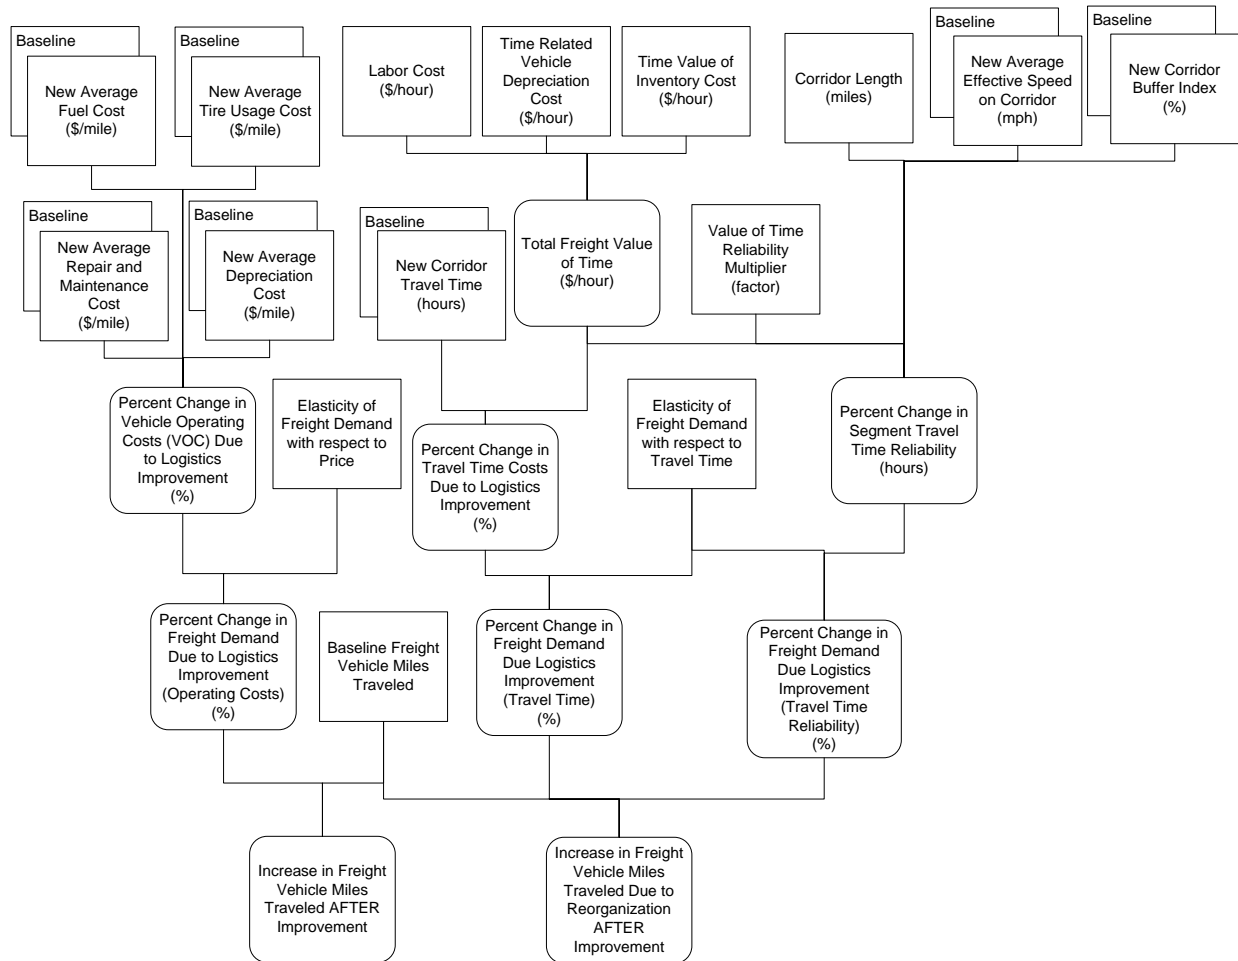 Baseline
New Average
Fuel Cost
($/mile)
Baseline
New Average
Tire Usage Cost
($/mile)
Labor Cost
($/hour)
Time Related
Vehicle
Depreciation
Cost
($/hour)
Time Value of
Inventory Cost
($/hour)
Corridor Length
(miles)
Baseline
New Average
Effective Speed
on Corridor
(mph)
Baseline
New Corridor
Buffer Index
(%)
Baseline
New Average
Repair and
Maintenance
Cost
($/mile)
Baseline
New Average
Depreciation
Cost
($/mile)
Baseline
New Corridor
Travel Time
(hours)
Total Freight Value
of Time
($/hour)
Value of Time
Reliability
Multiplier
(factor)
Percent Change in
Vehicle Operating
Costs (VOC) Due
to Logistics
Improvement
(%)
Elasticity of
Freight Demand
with respect to
Price
Percent Change in
Travel Time Costs
Due to Logistics
Improvement
(%)
Elasticity of
Freight Demand
with respect to
Travel Time
Percent Change in
Segment Travel
Time Reliability
(hours)
Percent Change in
Freight Demand
Due to Logistics
Improvement
(Operating Costs)
(%)
Baseline Freight
Vehicle Miles
Traveled
Percent Change in
Freight Demand
Due Logistics
Improvement
(Travel Time)
(%)
Percent Change in
Freight Demand
Due Logistics
Improvement
(Travel Time
Reliability)
(%)
Increase in Freight
Vehicle Miles
Traveled AFTER
Improvement
Increase in Freight
Vehicle Miles
Traveled Due to
Reorganization
AFTER
Improvement